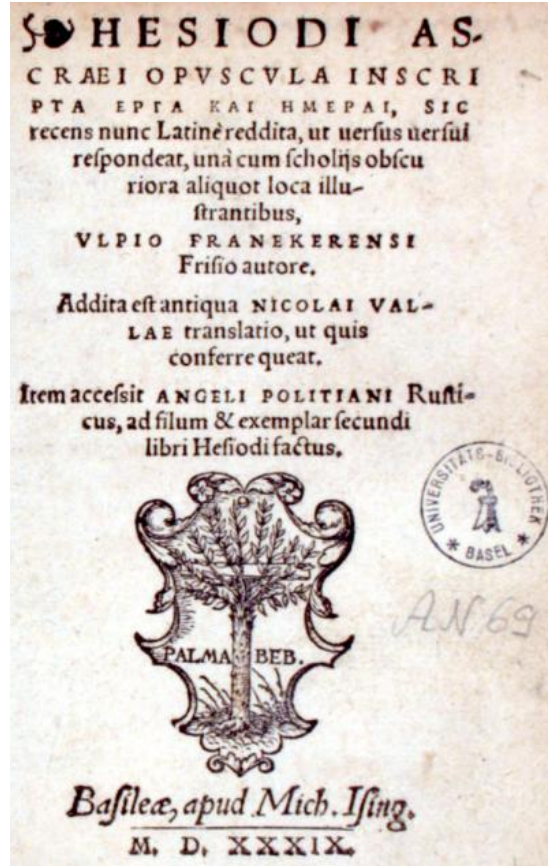 HESIODI AS-
CRAEI OPVSCVLA INSCRI
PTA ΕΡΓΑ ΚΑΙ ΗΜΕΡΑΙ, SIC
recens nunc Latinè reddita, ut uersus uersui
reſpondeat, unà cum ſcholijs obſcu
riora aliquot loca illu-
ſtrantibus,
VLPIO FRANEKERENSI
Friſio autore.
Addita eſt antiqua NICOLAI VAL-
LAE translatio, ut quis
conferre queat.
Item acceſsit ANGELI POLITIANI Ruſti-
cus, ad filum & exemplar ſecundi
libri Heſiodi factus.
UNIVERSITÄTS-BIBLIOTHEK
* BASEL *
AN 69
PALMA BEB.
Baſileæ, apud Mich. Iſing.
M. D. XXXIX.